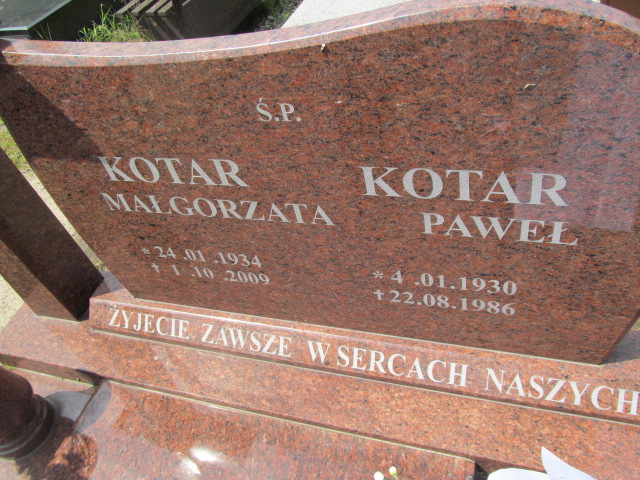 Ś.P.
KOTAR
MAŁGORZATA
* 24.01.1934
† 1.10.2009
KOTAR
PAWEŁ
* 4.01.1930
† 22.08.1986
ŻYJECIE ZAWSZE W SERCACH NASZYCH